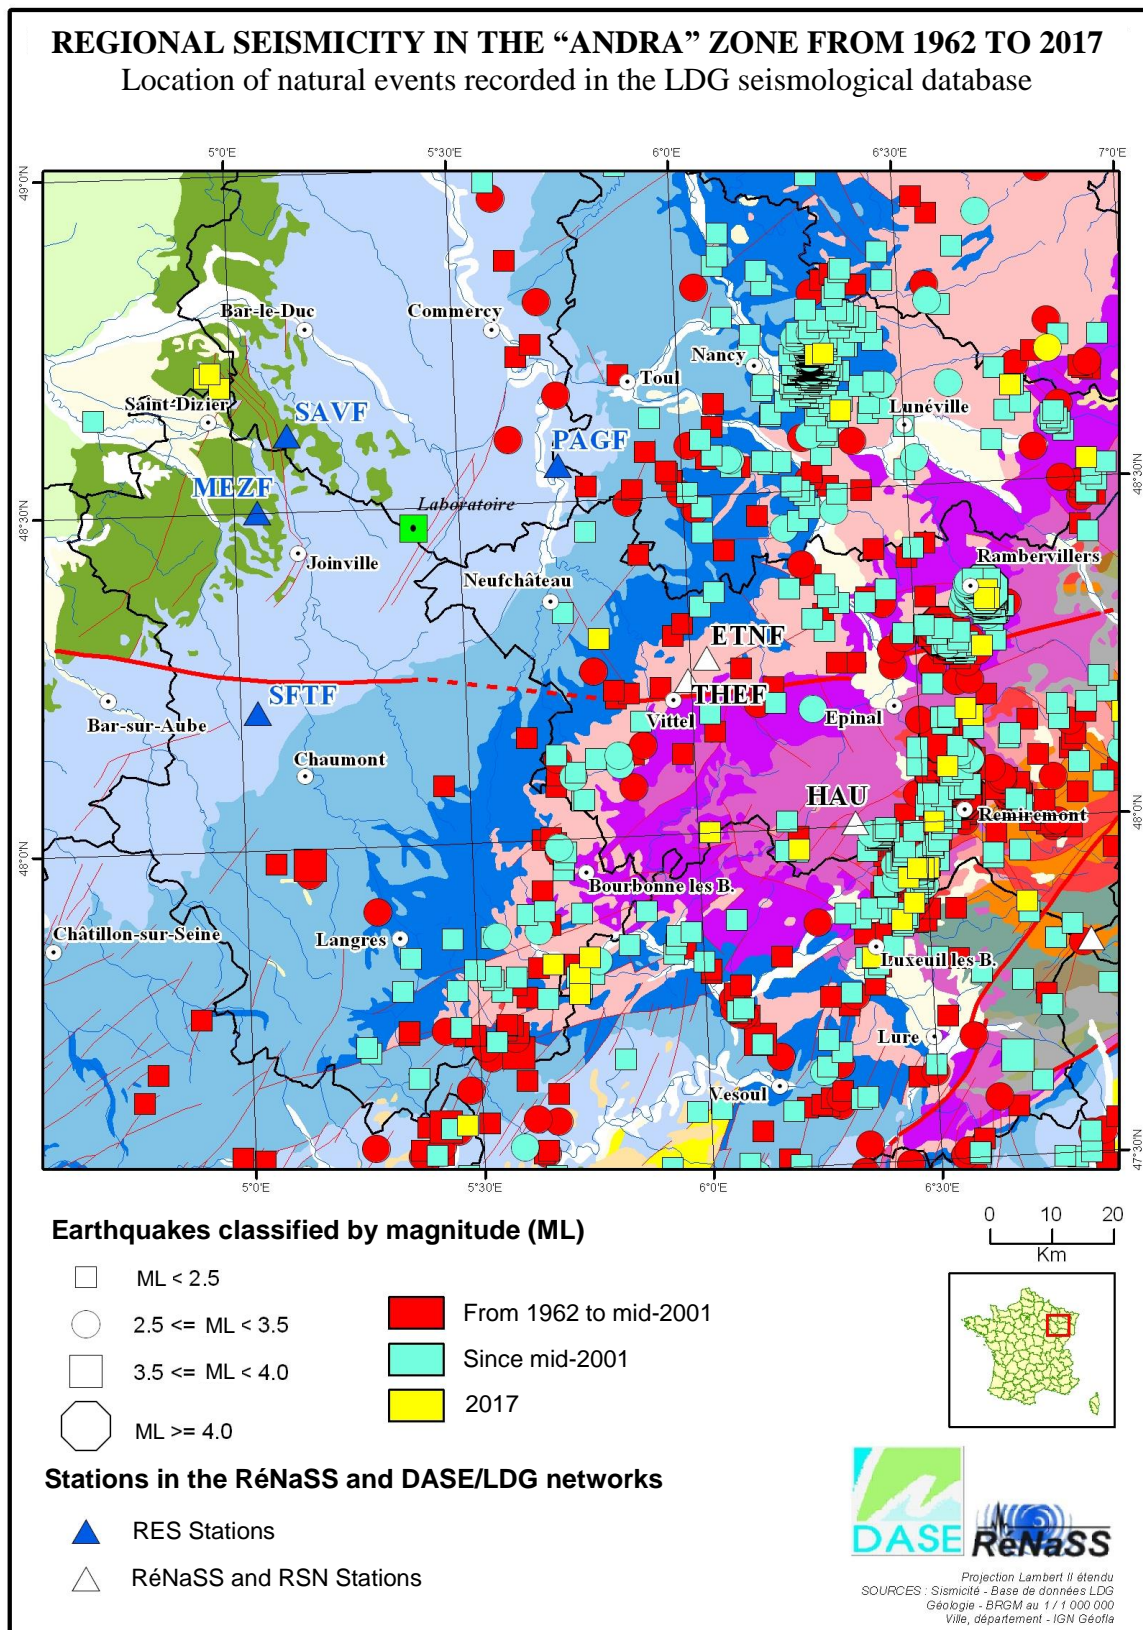 REGIONAL SEISMICITY IN THE “ANDRA” ZONE FROM 1962 TO 2017
Location of natural events recorded in the LDG seismological database
5°0'E
5°30'E
6°0'E
6°30'E
7°0'E
49°0'N
48°30'N
48°0'N
48°30'N
48°0'N
47°30'N
Bar-le-Duc
Commercy
Nancy
Toul
Saint-Dizier
SAVF
PAGF
Lunéville
MEZF
Laboratoire
Joinville
Neufchâteau
Rambervillers
ETNF
THEF
SFTF
Bar-sur-Aube
Vittel
Epinal
Chaumont
HAU
Remiremont
Bourbonne les B.
Châtillon-sur-Seine
Langres
Luxeuil les B.
Lure
Vesoul
5°0'E
5°30'E
6°0'E
6°30'E
Earthquakes classified by magnitude (ML)
ML < 2.5
2.5 <= ML < 3.5
3.5 <= ML < 4.0
ML >= 4.0
From 1962 to mid-2001
Since mid-2001
2017
0 10 20
Km
Stations in the RéNaSS and DASE/LDG networks
RES Stations
RéNaSS and RSN Stations
DASE
RéNaSS
Projection Lambert II étendu
SOURCES : Sismicité - Base de données LDG
Géologie - BRGM au 1 / 1 000 000
Ville, département - IGN Géofla